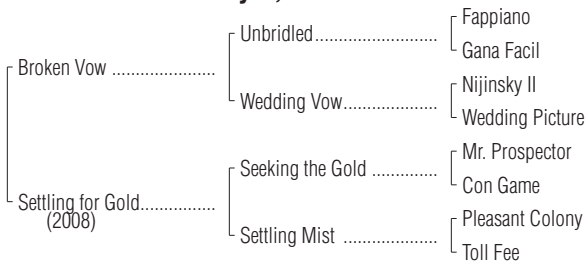 Fappiano
Unbridled
Gana Facil
Broken Vow
Nijinsky II
Wedding Vow
Wedding Picture
Mr. Prospector
Seeking the Gold
Con Game
Settling for Gold
(2008)
Pleasant Colony
Settling Mist
Toll Fee